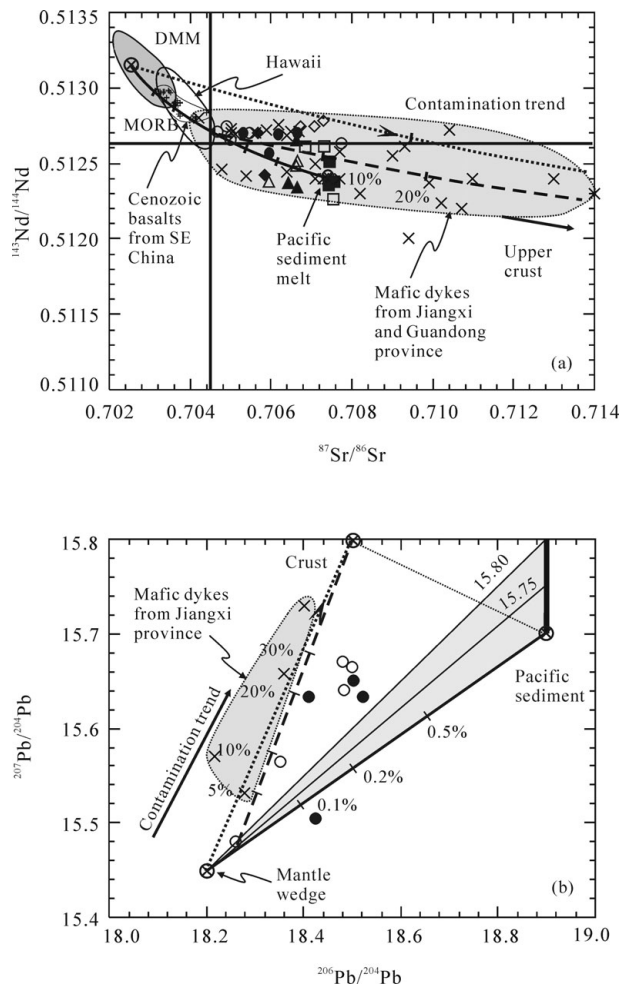 0.5135
DMM
Hawaii
0.5130
Contamination trend
MORB
0.5125
10%
20%
Cenozoic
basalts
from SE
China
Pacific
sediment
melt
Upper
crust
Mafic dykes
from Jiangxi
and Guandong
province
0.5120
0.5115
0.5110
¹⁴³Nd/¹⁴⁴Nd
(a)
0.702 0.704 0.706 0.708 0.710 0.712 0.714
⁸⁷Sr/⁸⁶Sr
15.8
Crust
15.80
15.75
Mafic dykes
from Jiangxi
province
15.7
30%
20%
Pacific
sediment
15.6
10%
5%
0.5%
0.2%
0.1%
Contamination trend
15.5
Mantle
wedge
15.4
²⁰⁷Pb/²⁰⁴Pb
(b)
18.0 18.2 18.4 18.6 18.8 19.0
²⁰⁶Pb/²⁰⁴Pb